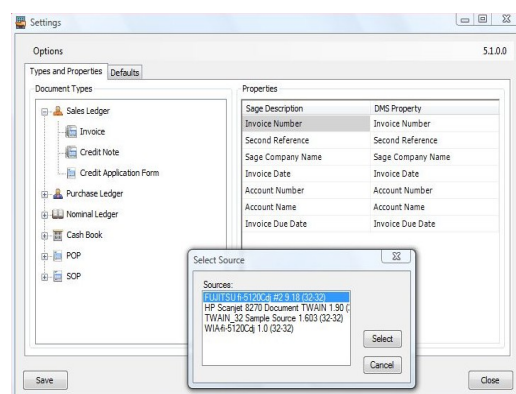 Settings
Options
5.1.0.0
Types and Properties
Defaults
Document Types
Sales Ledger
Invoice
Credit Note
Credit Application Form
Purchase Ledger
Nominal Ledger
Cash Book
POP
SOP
Properties
Sage Description DMS Property
Invoice Number Invoice Number
Second Reference Second Reference
Sage Company Name Sage Company Name
Invoice Date Invoice Date
Account Number Account Number
Account Name Account Name
Invoice Due Date Invoice Due Date
Select Source
Sources:
FUJITSU fi-5120Cdj #2 9.18 (32-32)
HP Scanjet 8270 Document TWAIN 1.90 (
TWAIN_32 Sample Source 1.603 (32-32)
WIA-fi-5120Cdj 1.0 (32-32)
Select
Cancel
Save
Close